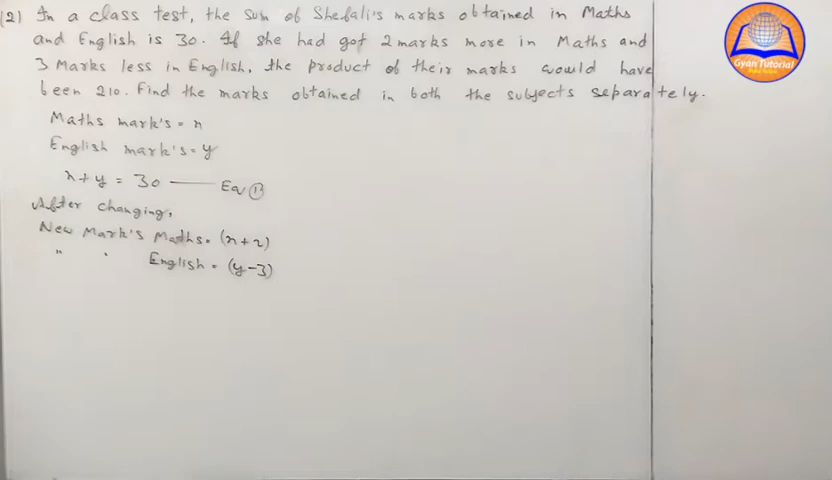 (2) In a class test, the sum of Shefali's marks obtained in Maths
and English is 30. If she had got 2 marks more in Maths and
3 Marks less in English, the product of their marks would have
been 210. Find the marks obtained in both the subjects separately.
Maths mark's = x
English mark's = y
x + y = 30 —— Eq (1)
After changing,
New Mark's Maths = (x+2)
" " English = (y-3)
Gyan Tutorial